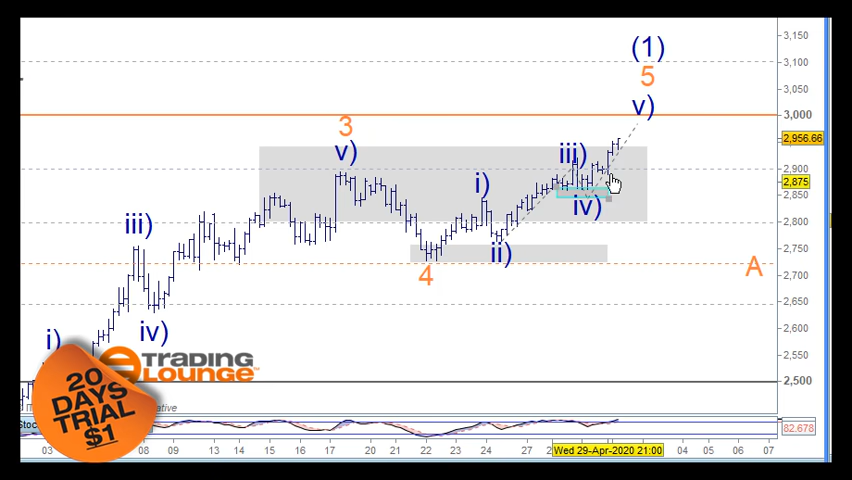 3,150
(1)
3,100
5
3,050
v)
3,000
3
2,956.66
v)
iii)
2,900
i)
2,875
2,850
iv)
iii)
2,800
ii)
2,750
4
A
2,700
2,650
iv)
i)
2,600
TRADING
LOUNGE
2,550
20
DAYS
TRIAL
$1
2,500
Stoc
82.678
03
08
09
13
14
15
16
17
20
21
22
23
24
27
Wed 29-Apr-2020 21:00
04
05
06
07